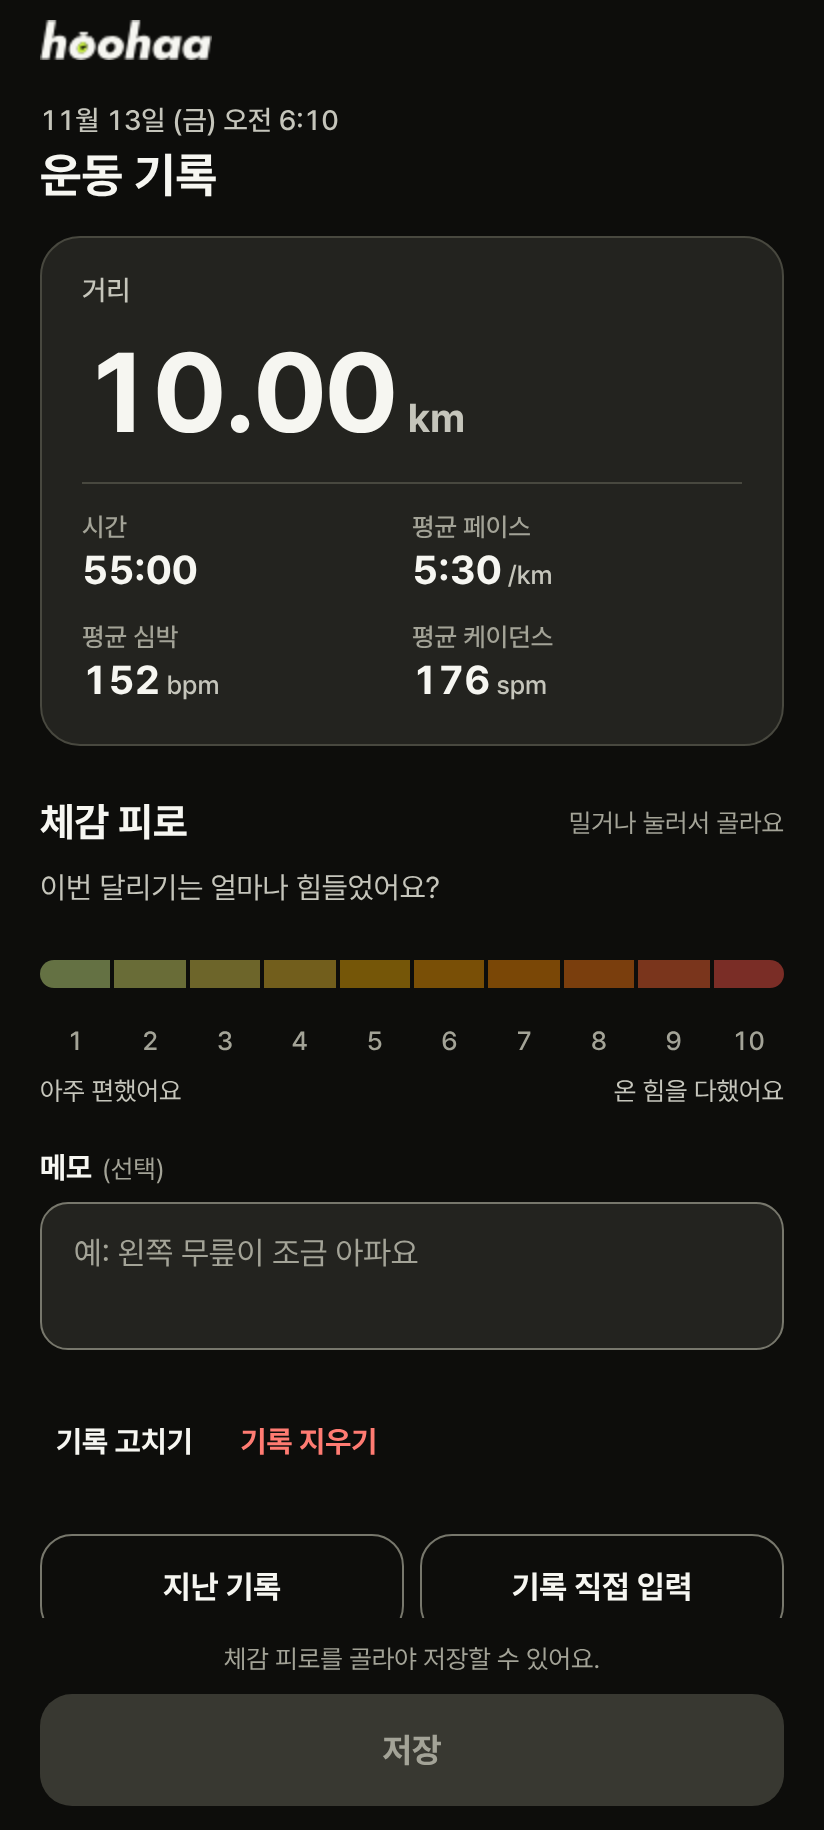 hoohaa
11월 13일 (금) 오전 6:10
운동 기록
거리
10.00 km
시간
평균 페이스
55:00
5:30 /km
평균 심박
평균 케이던스
152 bpm
176 spm
체감 피로
밀거나 눌러서 골라요
이번 달리기는 얼마나 힘들었어요?
1 2 3 4 5 6 7 8 9 10
아주 편했어요
온 힘을 다했어요
메모 (선택)
예: 왼쪽 무릎이 조금 아파요
기록 고치기
기록 지우기
지난 기록
기록 직접 입력
체감 피로를 골라야 저장할 수 있어요.
저장